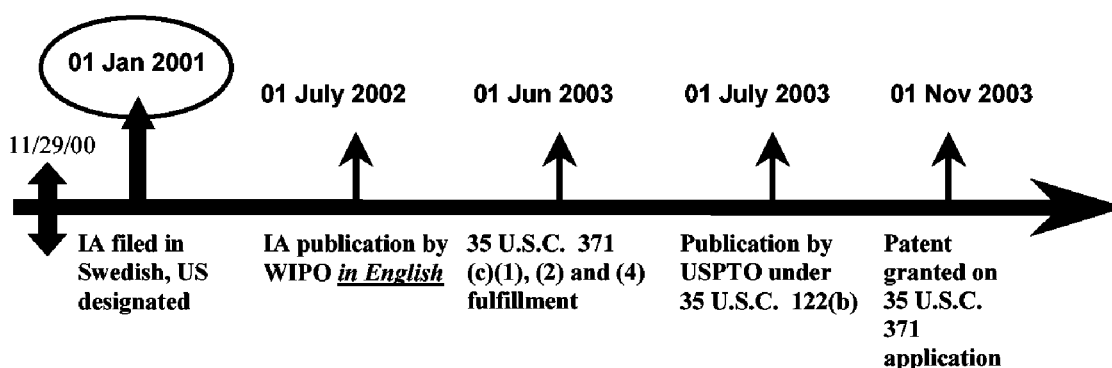 01 Jan 2001
01 July 2002
01 Jun 2003
01 July 2003
01 Nov 2003
11/29/00
IA filed in
Swedish, US
designated
IA publication by
WIPO in English
35 U.S.C. 371
(c)(1), (2) and (4)
fulfillment
Publication by
USPTO under
35 U.S.C. 122(b)
Patent
granted on
35 U.S.C.
371
application